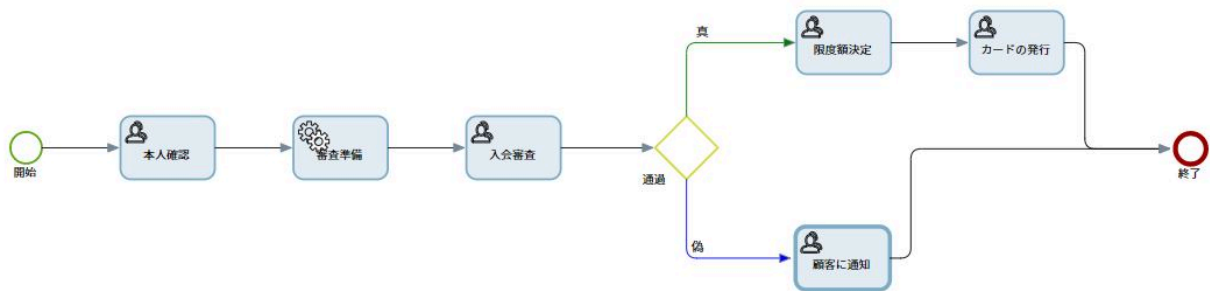 真
限度額決定
カードの発行
開始
本人確認
審査準備
入会審査
通過
終了
偽
顧客に通知